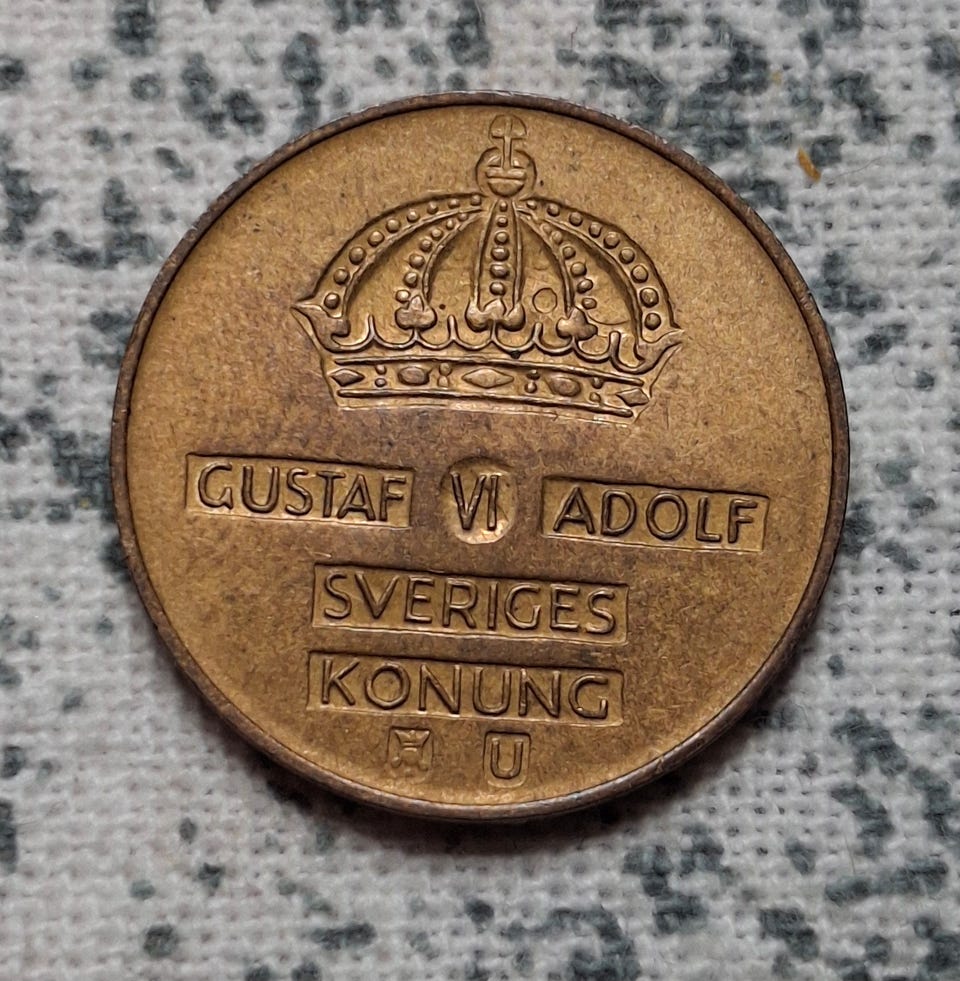 GUSTAF VI ADOLF
SVERIGES
KONUNG
U